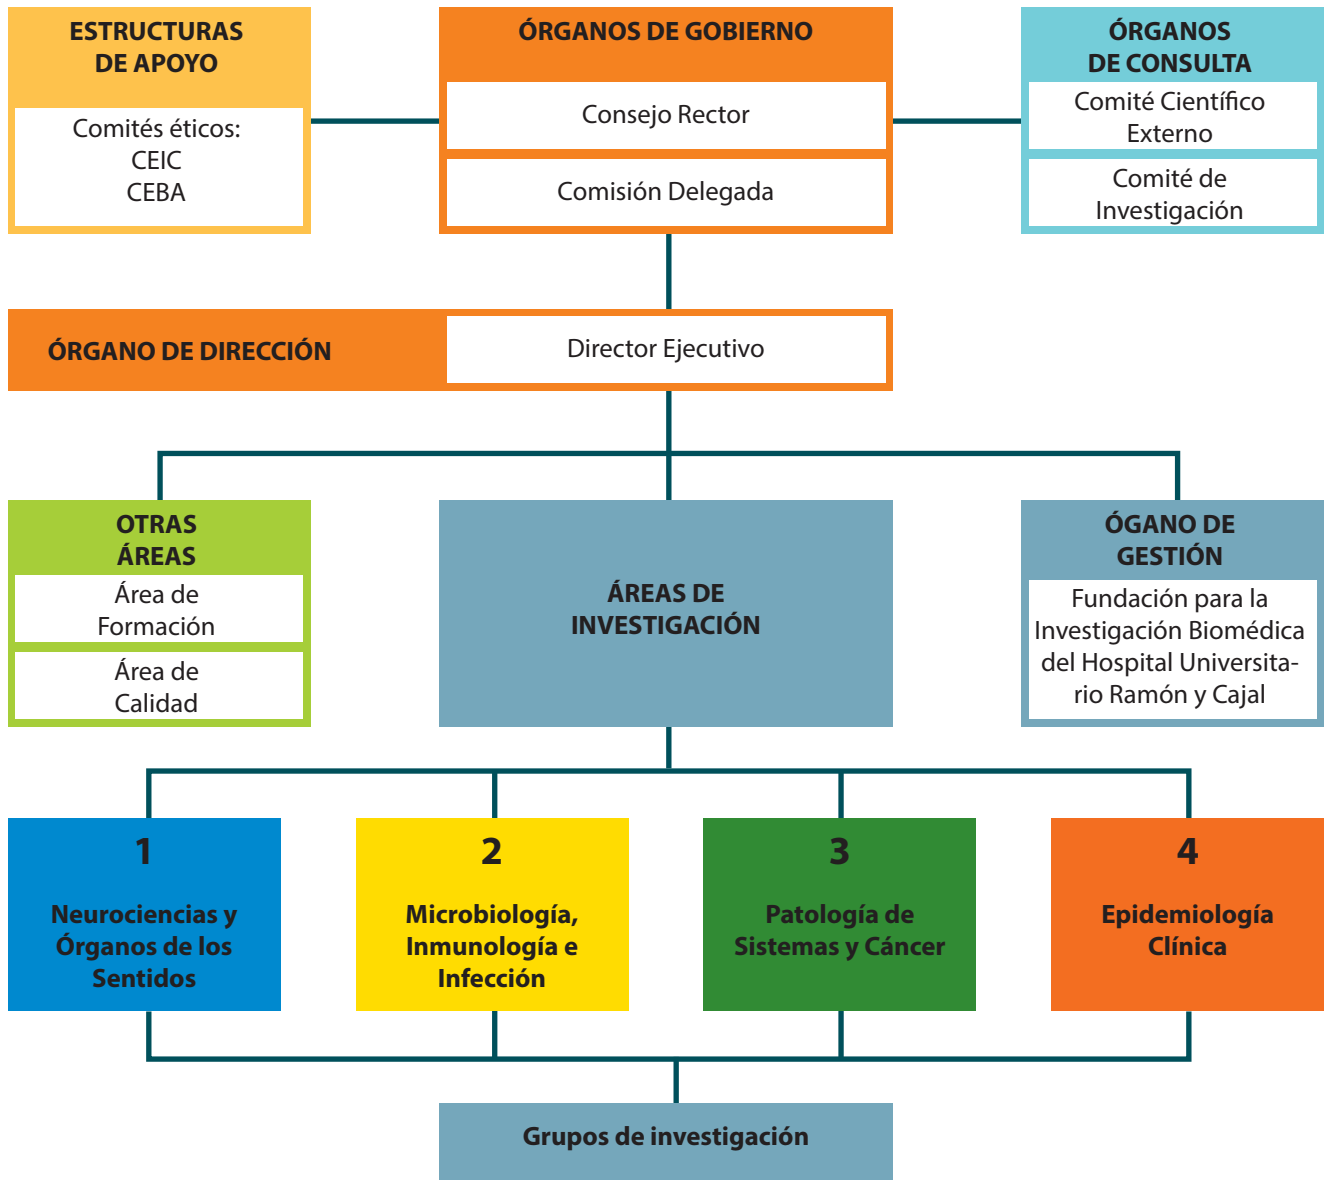 ESTRUCTURAS
DE APOYO
Comités éticos:
CEIC
CEBA
ÓRGANOS DE GOBIERNO
Consejo Rector
Comisión Delegada
ÓRGANOS
DE CONSULTA
Comité Científico
Externo
Comité de
Investigación
ÓRGANO DE DIRECCIÓN
Director Ejecutivo
OTRAS
ÁREAS
Área de
Formación
Área de
Calidad
ÁREAS DE
INVESTIGACIÓN
ÓGANO DE
GESTIÓN
Fundación para la
Investigación Biomédica
del Hospital Universita-
rio Ramón y Cajal
1
Neurociencias y
Órganos de los
Sentidos
2
Microbiología,
Inmunología e
Infección
3
Patología de
Sistemas y Cáncer
4
Epidemiología
Clínica
Grupos de investigación